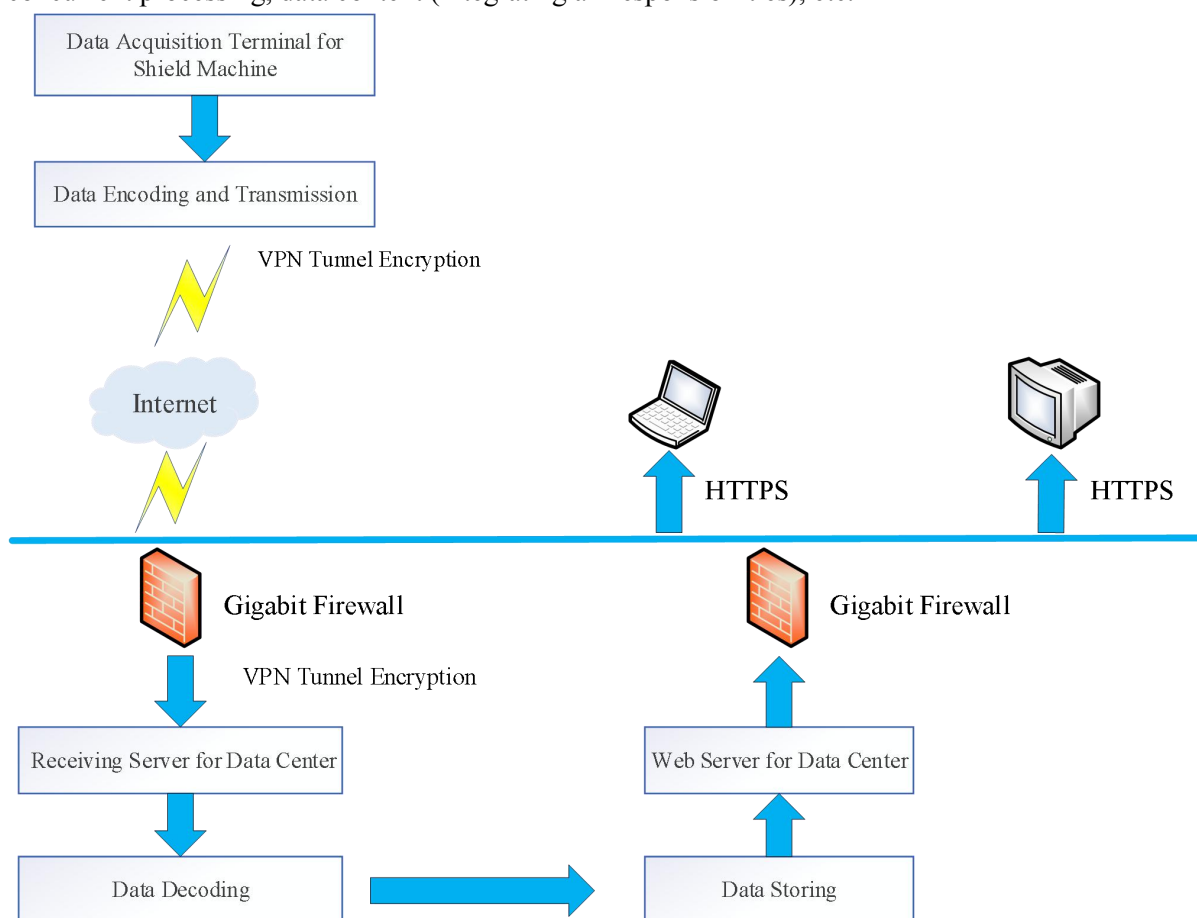 Data Acquisition Terminal for
Shield Machine
Data Encoding and Transmission
VPN Tunnel Encryption
Internet
HTTPS
HTTPS
Gigabit Firewall
Gigabit Firewall
VPN Tunnel Encryption
Receiving Server for Data Center
Web Server for Data Center
Data Decoding
Data Storing